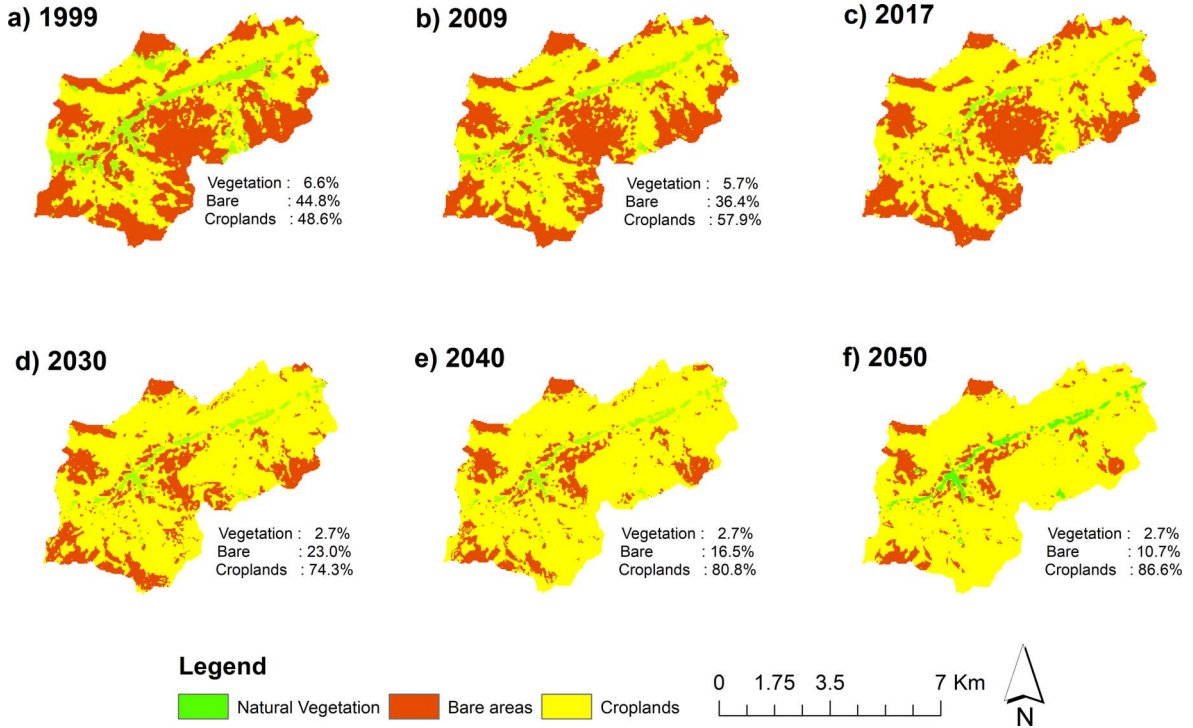 a) 1999
b) 2009
c) 2017
Vegetation : 6.6%
Bare : 44.8%
Croplands : 48.6%
Vegetation : 5.7%
Bare : 36.4%
Croplands : 57.9%
d) 2030
e) 2040
f) 2050
Vegetation : 2.7%
Bare : 23.0%
Croplands : 74.3%
Vegetation : 2.7%
Bare : 16.5%
Croplands : 80.8%
Vegetation : 2.7%
Bare : 10.7%
Croplands : 86.6%
Legend
Natural Vegetation
Bare areas
Croplands
0 1.75 3.5 7 Km
N